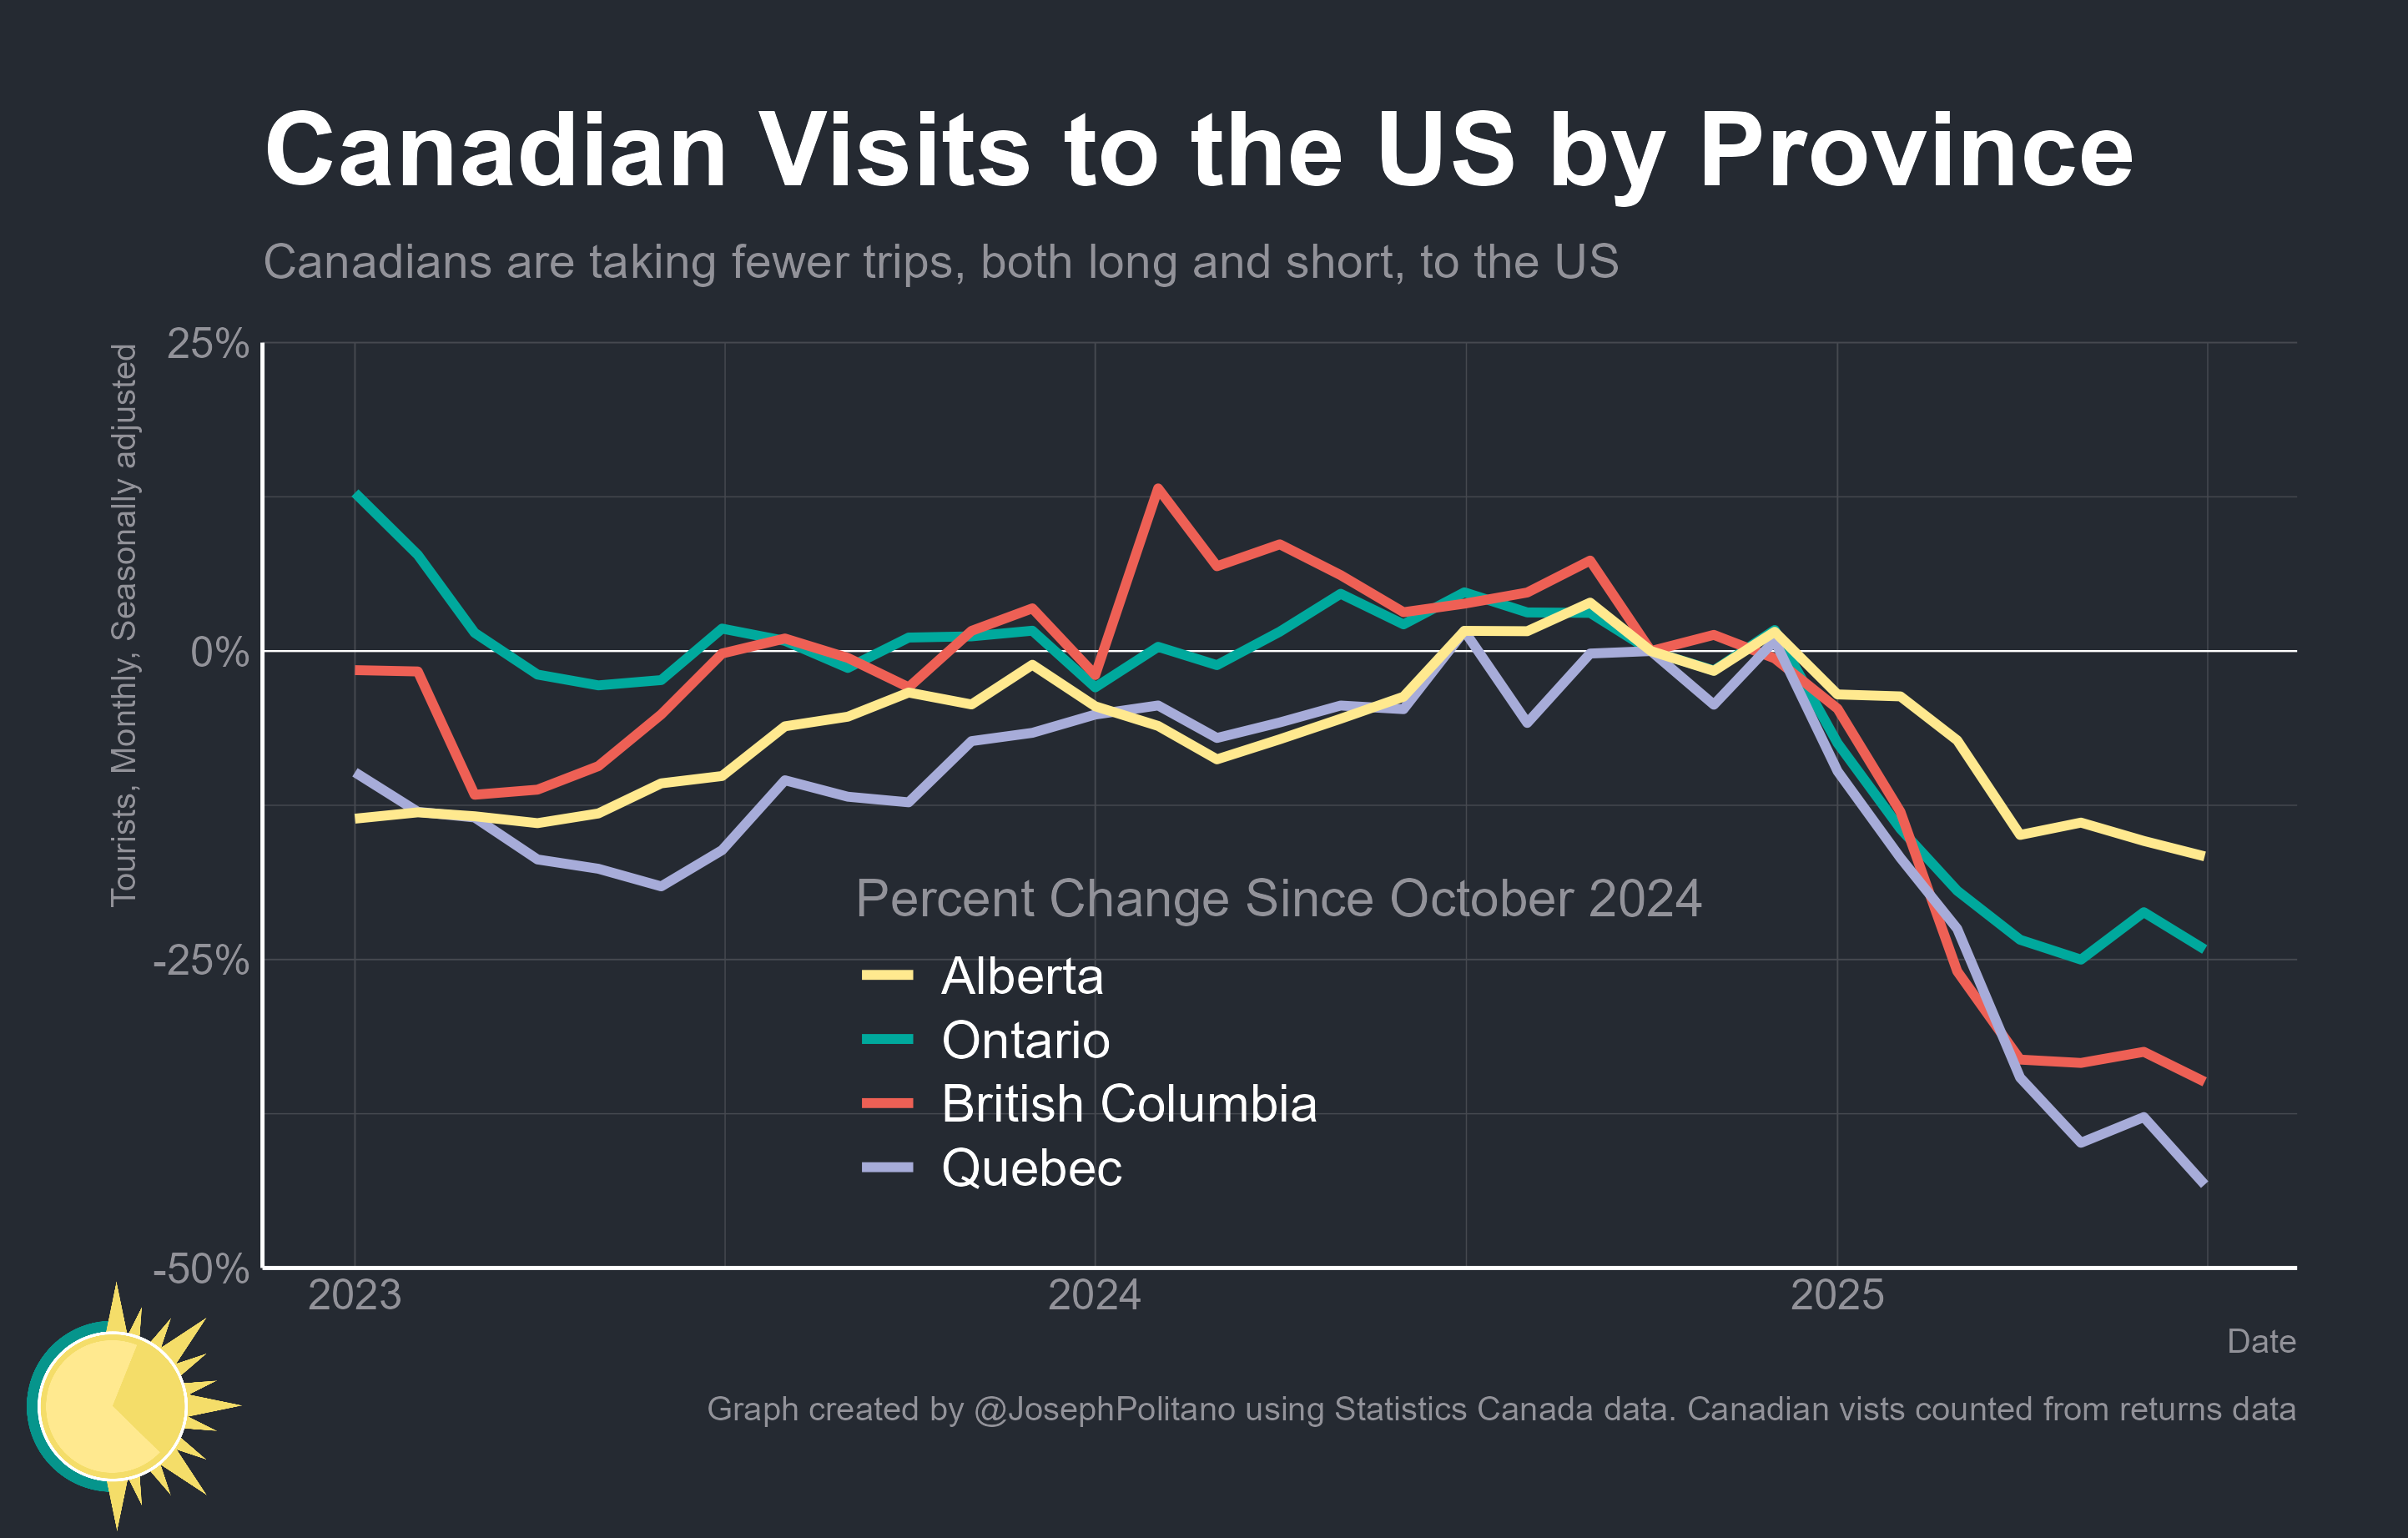 Canadian Visits to the US by Province
Canadians are taking fewer trips, both long and short, to the US
Tourists, Monthly, Seasonally adjusted
25%
0%
-25%
-50%
Percent Change Since October 2024
Alberta
Ontario
British Columbia
Quebec
2023
2024
2025
Date
Graph created by @JosephPolitano using Statistics Canada data. Canadian vists counted from returns data